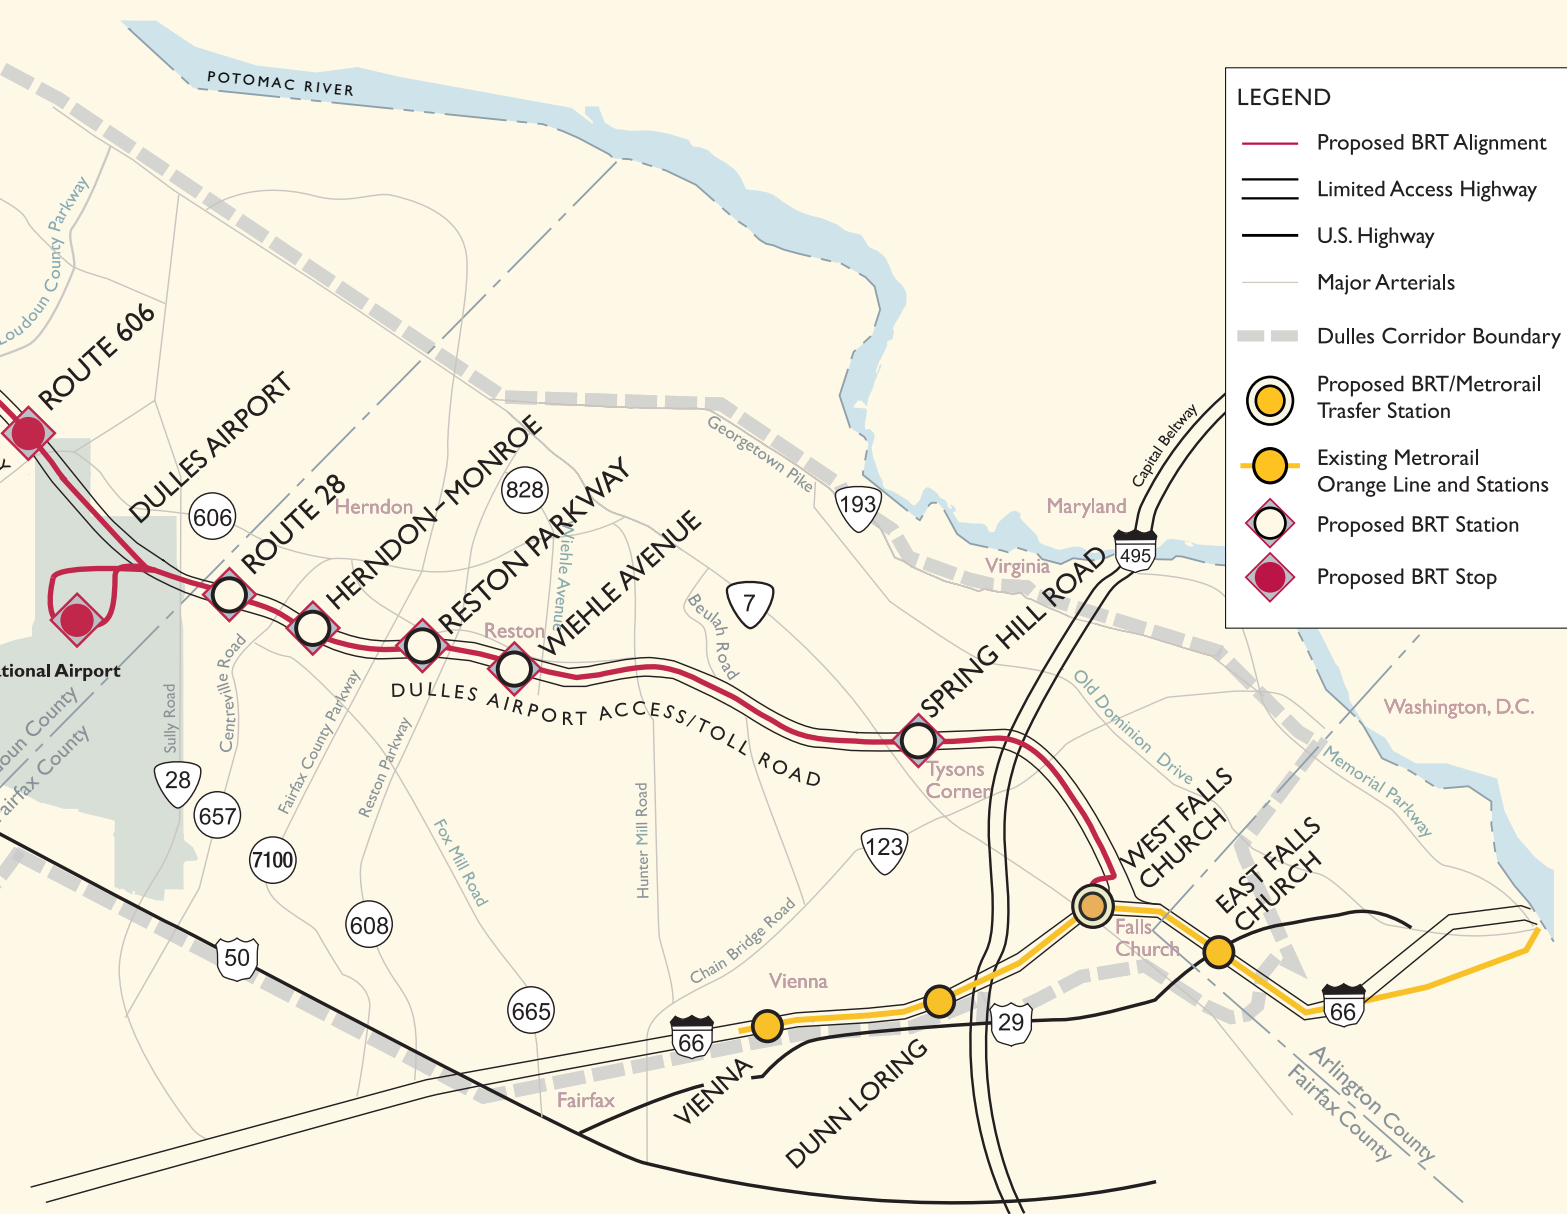 POTOMAC RIVER
LEGEND
Proposed BRT Alignment
Limited Access Highway
U.S. Highway
Major Arterials
Dulles Corridor Boundary
Proposed BRT/Metrorail
Trasfer Station
Existing Metrorail
Orange Line and Stations
Proposed BRT Station
Proposed BRT Stop
Loudoun County Parkway
ROUTE 606
DULLES AIRPORT
606
ROUTE 28
Herndon
HERNDON–MONROE
828
RESTON PARKWAY
Wiehle Avenue
WIEHLE AVENUE
Reston
Georgetown Pike
193
Capital Beltway
Maryland
495
Virginia
7
Beulah Road
SPRING HILL ROAD
Old Dominion Drive
Washington, D.C.
Memorial Parkway
tional Airport
oun County
airfax County
Sully Road
Centreville Road
Fairfax County Parkway
Reston Parkway
DULLES AIRPORT ACCESS/TOLL ROAD
Tysons
Corner
28
657
7100
608
Fox Mill Road
Hunter Mill Road
123
Chain Bridge Road
WEST FALLS
CHURCH
EAST FALLS
CHURCH
Falls
Church
50
665
Vienna
66
29
66
VIENNA
DUNN LORING
Fairfax
Arlington County
Fairfax County